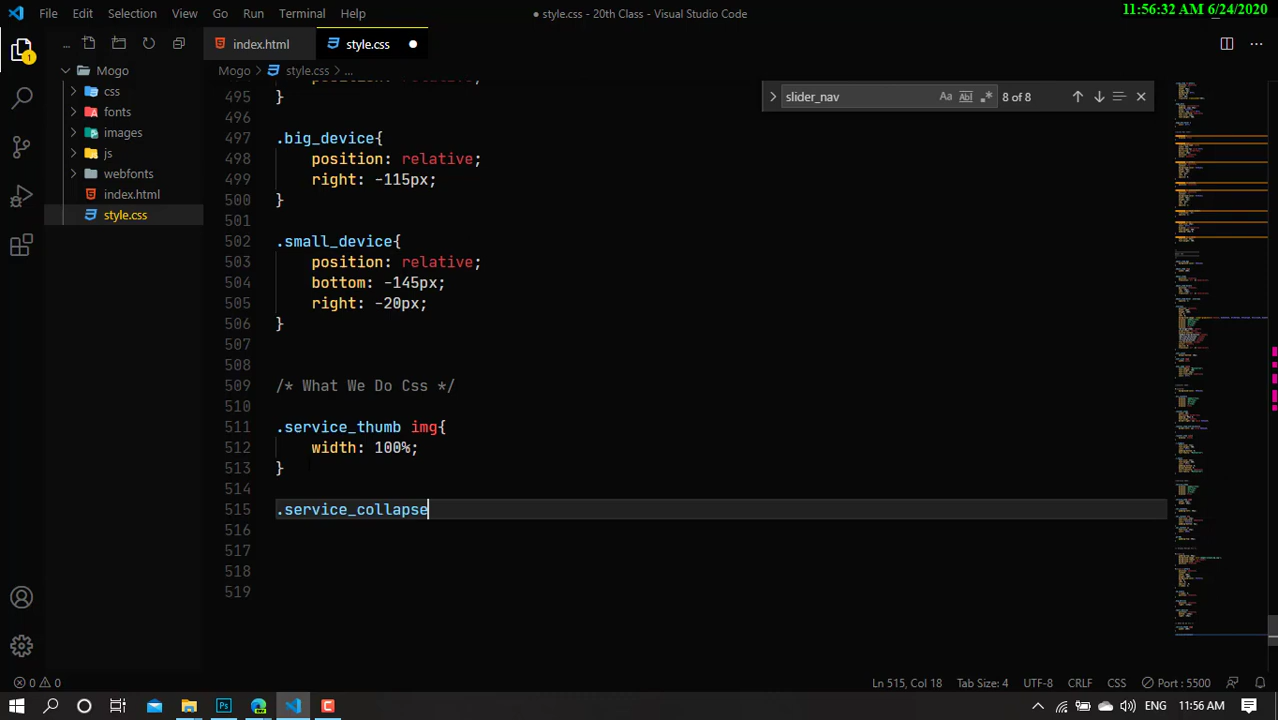 File Edit Selection View Go Run Terminal Help
● style.css - 20th Class - Visual Studio Code
11:56:32 AM 6/24/2020
index.html
style.css
Mogo > style.css > ...
slider_nav
Aa
8 of 8
1
...
Mogo
css
fonts
images
js
webfonts
index.html
style.css
495 }
496
497 .big_device{
498 position: relative;
499 right: -115px;
500 }
501
502 .small_device{
503 position: relative;
504 bottom: -145px;
505 right: -20px;
506 }
507
508
509 /* What We Do Css */
510
511 .service_thumb img{
512 width: 100%;
513 }
514
515 .service_collapse
516
517
518
519
0 0
Ln 515, Col 18 Tab Size: 4 UTF-8 CRLF CSS Port : 5500
Ps
C
ENG 11:56 AM